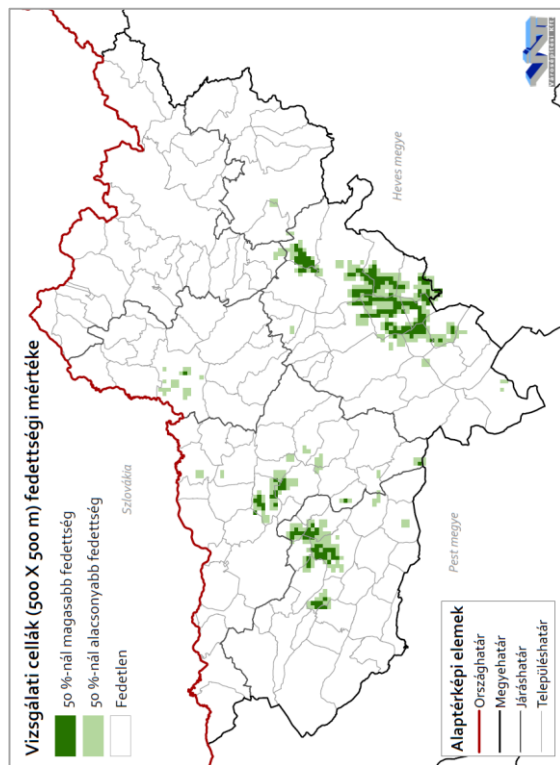 Vizsgálati cellák (500 X 500 m) fedettségi mértéke
50 %-nál magasabb fedettség
50 %-nál alacsonyabb fedettség
Fedetlen
Szlovákia
Heves megye
Pest megye
Alaptérképi elemek
Országhatár
Megyehatár
Járáshatár
Településhatár